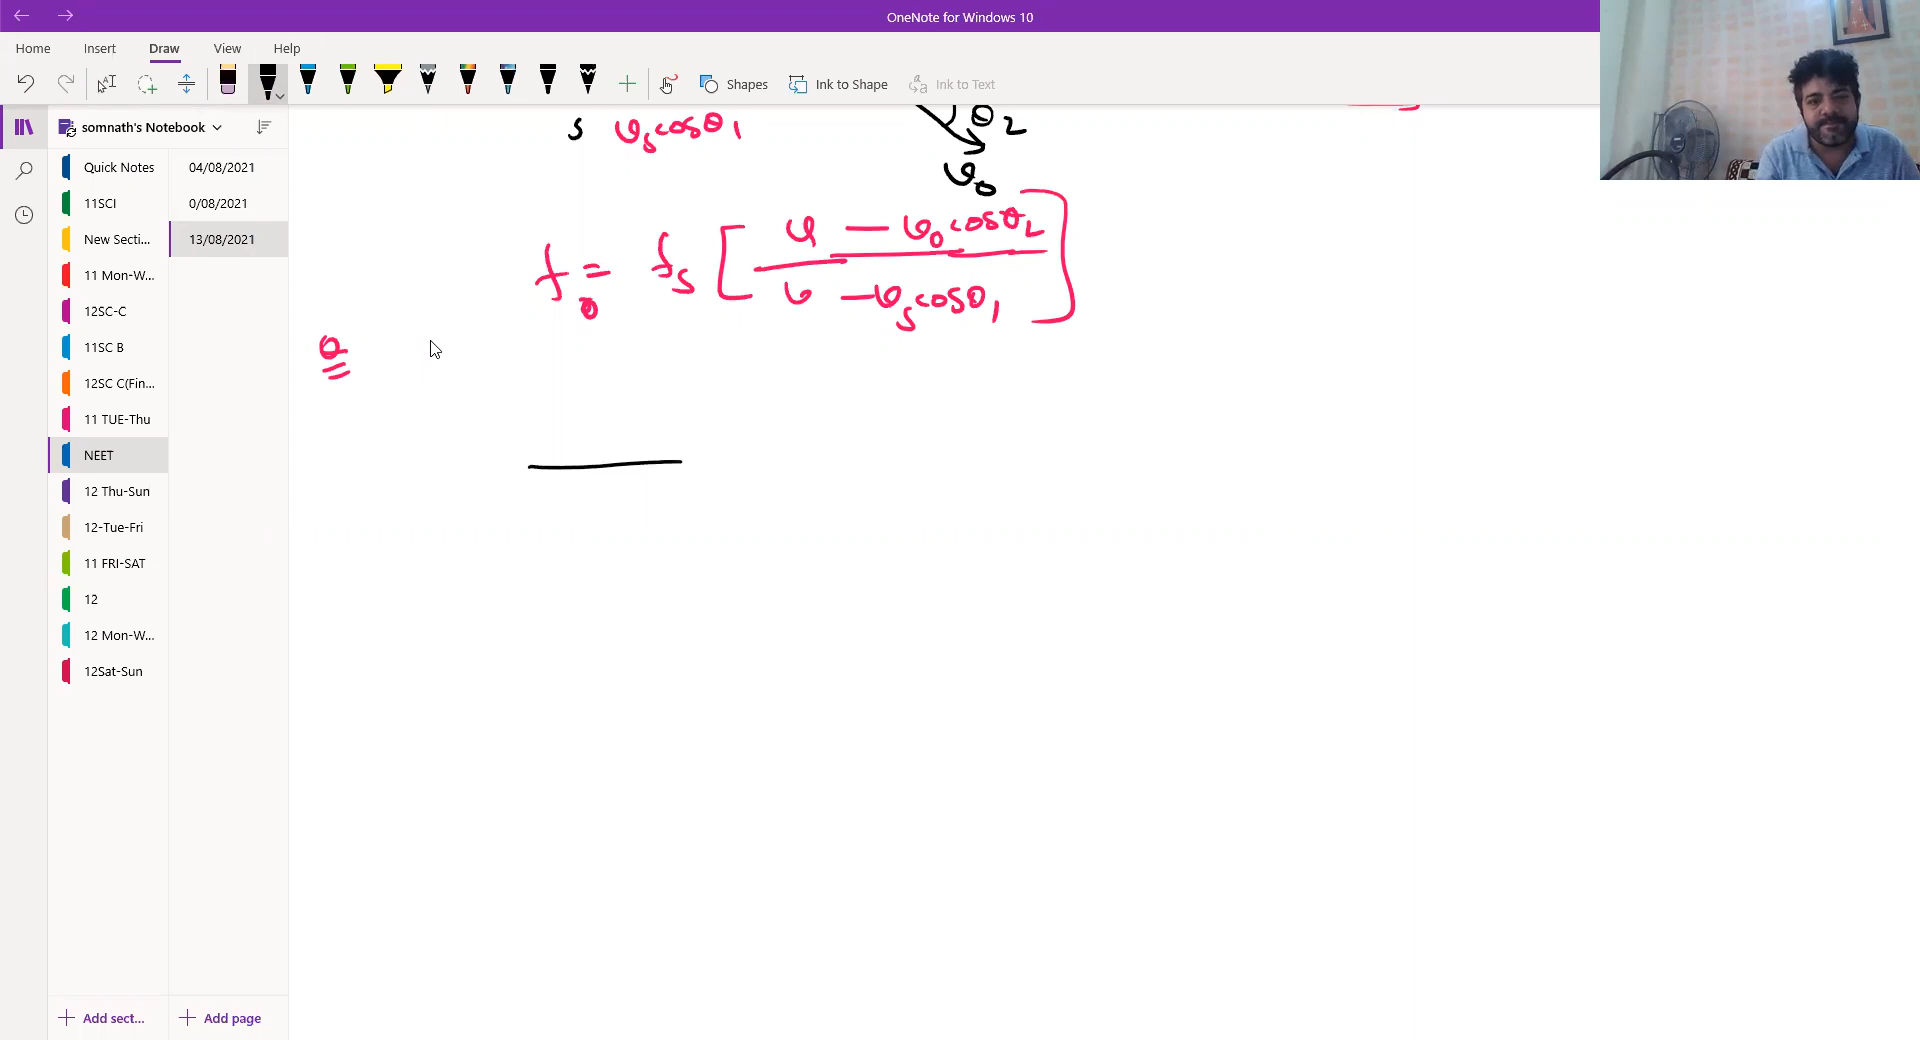 OneNote for Windows 10
Home Insert Draw View Help
Shapes Ink to Shape Ink to Text
somnath's Notebook
Quick Notes
11SCI
New Secti...
11 Mon-W...
12SC-C
11SC B
12SC C(Fin...
11 TUE-Thu
NEET
12 Thu-Sun
12-Tue-Fri
11 FRI-SAT
12
12 Mon-W...
12Sat-Sun
Add sect...
04/08/2021
0/08/2021
13/08/2021
Add page
s v_s cosθ_1 θ_2
v_0
f_0 = f_s [ (v - v_0 cosθ_2) / (v - v_s cosθ_1) ]
Q